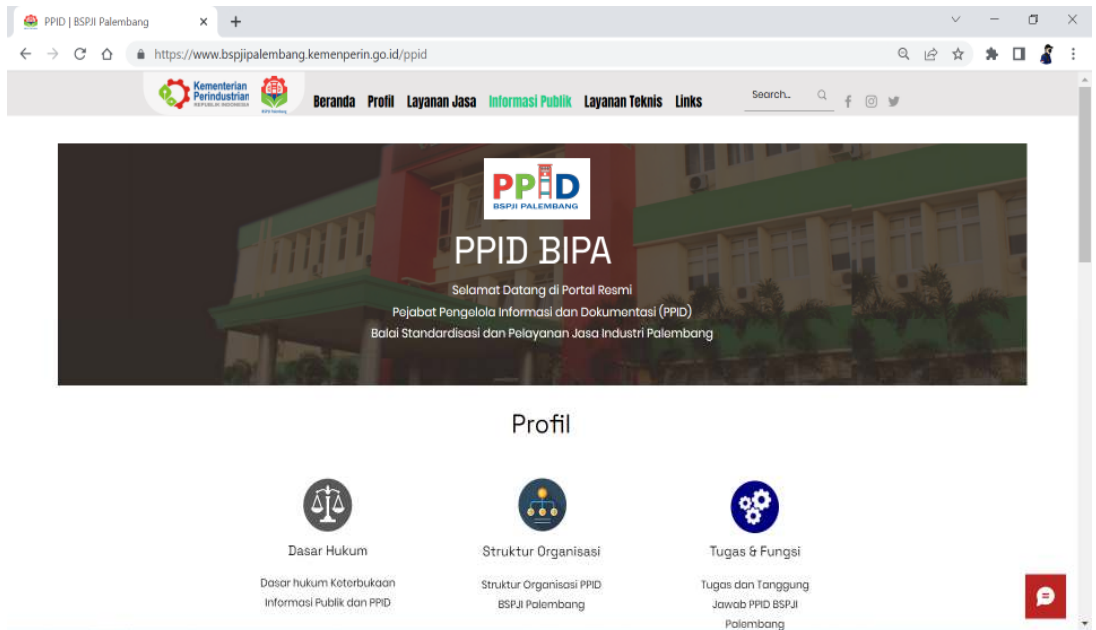 PPID | BSPJI Palembang
https://www.bspjipalembang.kemenperin.go.id/ppid
Kementerian
Perindustrian
REPUBLIK INDONESIA
Beranda Profil Layanan Jasa Informasi Publik Layanan Teknis Links
Search...
PPID
BSPJI PALEMBANG
PPID BIPA
Selamat Datang di Portal Resmi
Pejabat Pengelola Informasi dan Dokumentasi (PPID)
Balai Standardisasi dan Pelayanan Jasa Industri Palembang
Profil
Dasar Hukum
Dasar hukum Keterbukaan
Informasi Publik dan PPID
Struktur Organisasi
Struktur Organisasi PPID
BSPJI Palembang
Tugas & Fungsi
Tugas dan Tanggung
Jawab PPID BSPJI
Palembang